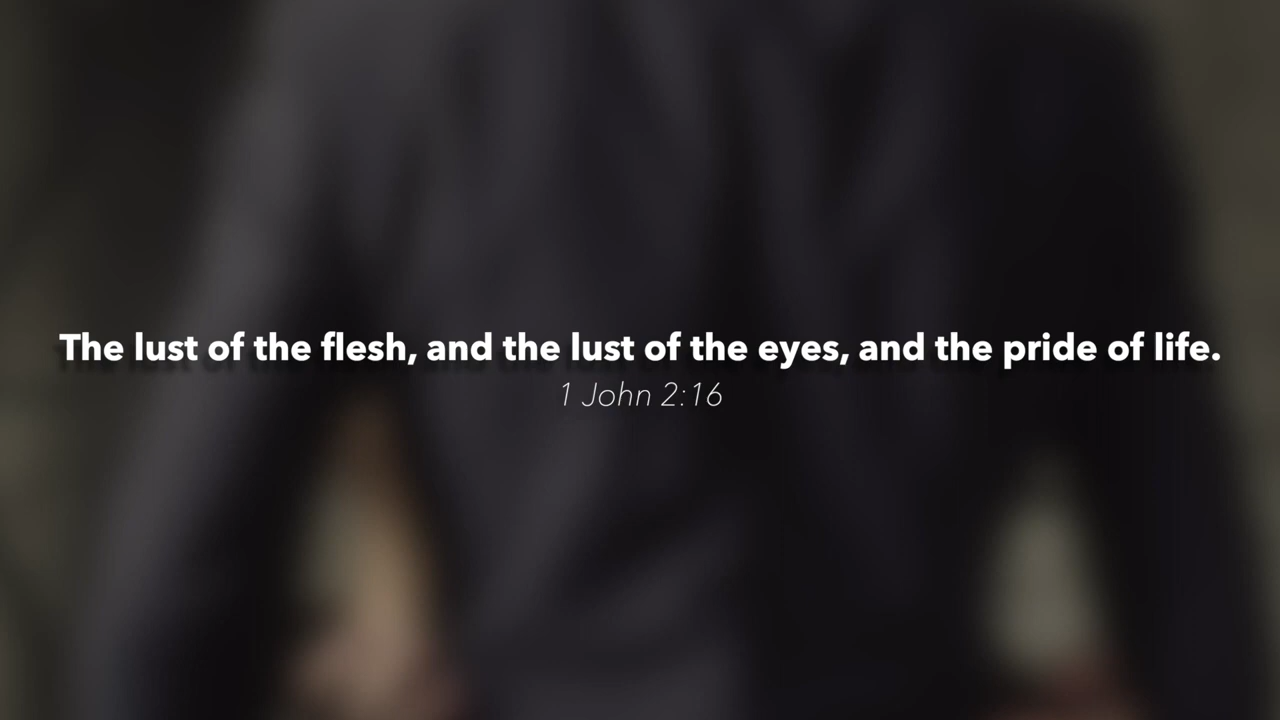 The lust of the flesh, and the lust of the eyes, and the pride of life.
1 John 2:16